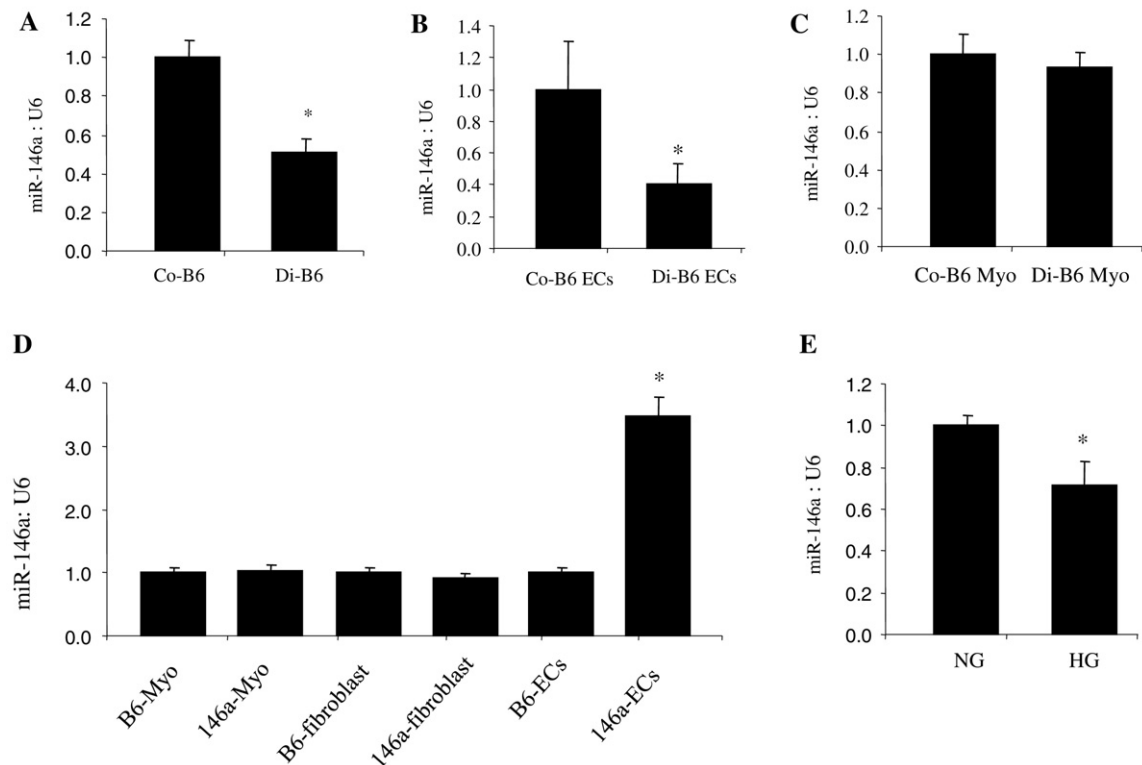 A
miR-146a : U6
1.2
1.0
0.8
0.6
0.4
0.2
0.0
*
Co-B6 Di-B6
B
miR-146a : U6
1.4
1.2
1.0
0.8
0.6
0.4
0.2
0.0
*
Co-B6 ECs Di-B6 ECs
C
miR-146a : U6
1.2
1.0
0.8
0.6
0.4
0.2
0.0
Co-B6 Myo Di-B6 Myo
D
miR-146a: U6
4.0
3.0
2.0
1.0
0.0
*
B6-Myo
146a-Myo
B6-fibroblast
146a-fibroblast
B6-ECs
146a-ECs
E
miR-146a : U6
1.2
1.0
0.8
0.6
0.4
0.2
0.0
*
NG HG